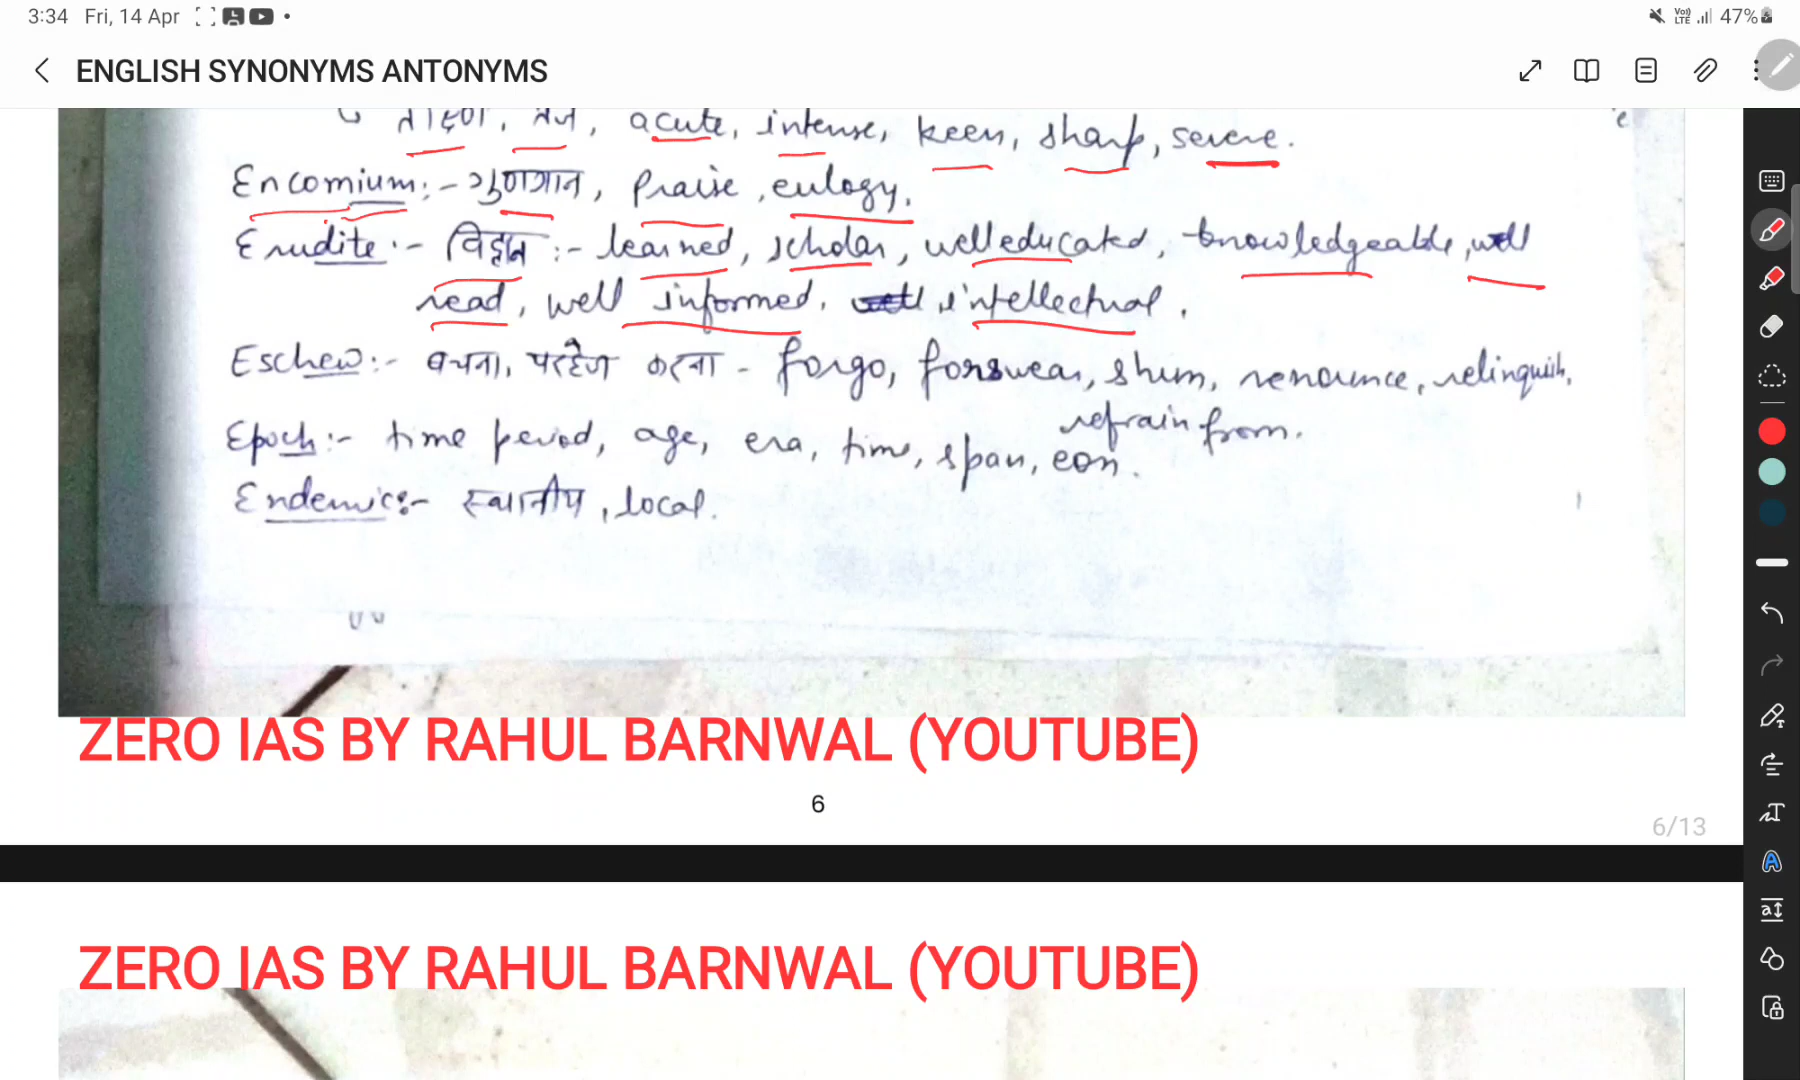 3:34 Fri, 14 Apr 47%
ENGLISH SYNONYMS ANTONYMS
acute, intense, keen, sharp, severe.
Encomium:- गुणगान, Praise, eulogy.
Erudite:- विद्वान :- learned, scholar, well educated, knowledgeable, well
read, well informed, intellectual.
Eschew:- बचना, परहेज करना - forgo, forswear, shun, renounce, relinquish,
refrain from.
Epoch:- time period, age, era, time, span, eon.
Endemic:- स्थानीय, local.
ZERO IAS BY RAHUL BARNWAL (YOUTUBE)
6
6/13
ZERO IAS BY RAHUL BARNWAL (YOUTUBE)